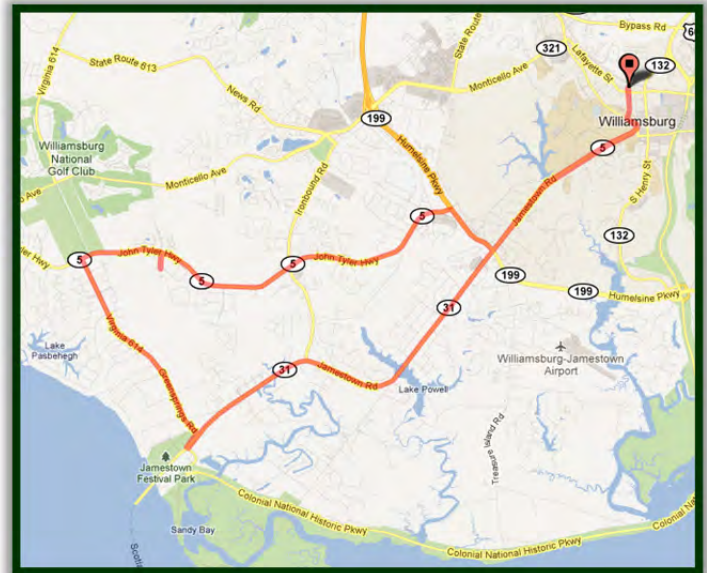 Bypass Rd
60
Virginia 614
State Route 613
State Route
321
Lafayette St
132
Monticello Ave
News Rd
199
Williamsburg
Williamsburg
National
Golf Club
Humelsine Pkwy
5
Jamestown Rd
S Henry St
Ironbound Rd
Monticello Ave
Ave
5
132
John Tyler Hwy
5
5
5
John Tyler Hwy
199
199
Humelsine Pkwy
Virginia 614
31
Lake
Pasbehegh
Williamsburg-Jamestown
Airport
Greensprings Rd
31
Jamestown Rd
Lake Powell
Treasure Island Rd
Jamestown
Festival Park
Colonial National Historic Pkwy
Sandy Bay
Colonial National Historic Pkwy
Colonial Na